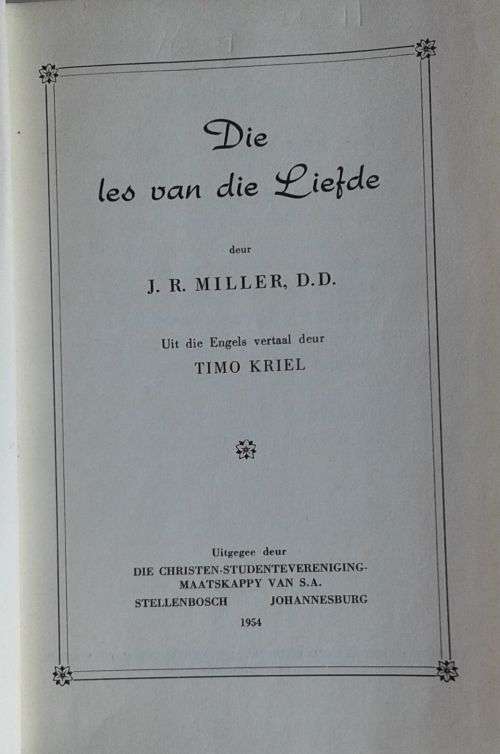 Die
les van die Liefde
deur
J. R. MILLER, D.D.
Uit die Engels vertaal deur
TIMO KRIEL
Uitgegee deur
DIE CHRISTEN-STUDENTEVERENIGING-
MAATSKAPPY VAN S.A.
STELLENBOSCH JOHANNESBURG
1954